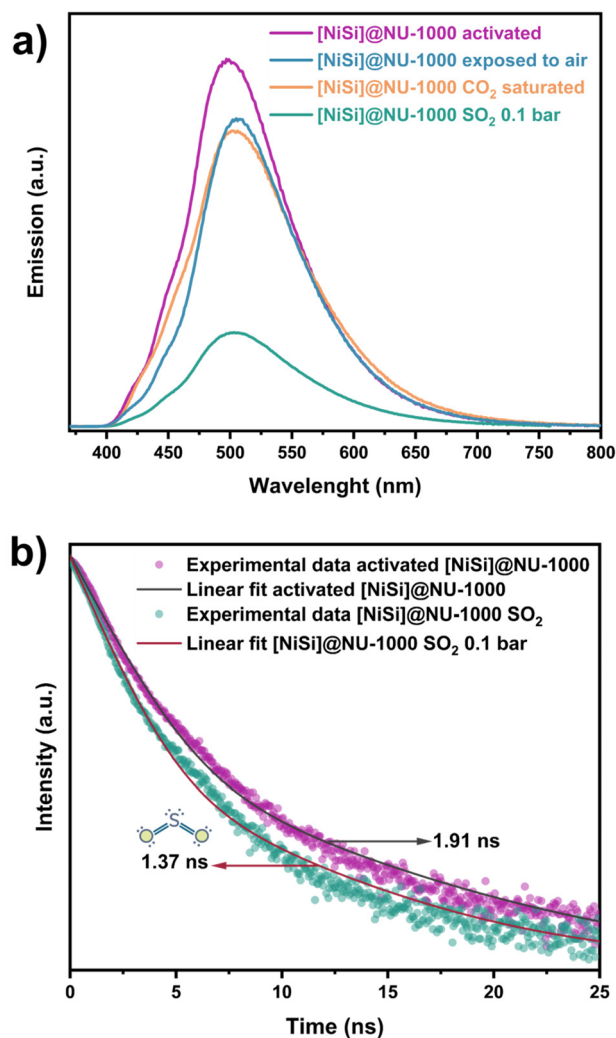 a)
[NiSi]@NU-1000 activated
[NiSi]@NU-1000 exposed to air
[NiSi]@NU-1000 CO₂ saturated
[NiSi]@NU-1000 SO₂ 0.1 bar
Emission (a.u.)
400 450 500 550 600 650 700 750 800
Wavelenght (nm)
b)
Experimental data activated [NiSi]@NU-1000
Linear fit activated [NiSi]@NU-1000
Experimental data [NiSi]@NU-1000 SO₂
Linear fit [NiSi]@NU-1000 SO₂ 0.1 bar
Intensity (a.u.)
S
O O
1.91 ns
1.37 ns
0 5 10 15 20 25
Time (ns)